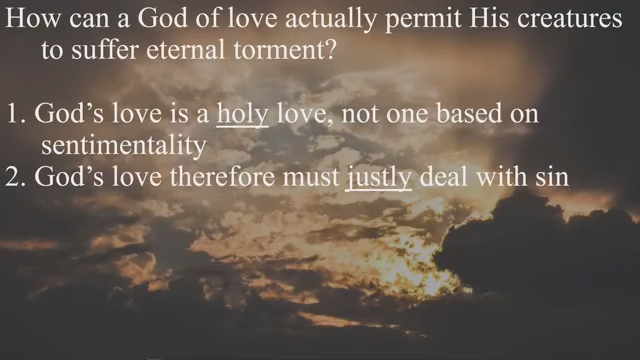 How can a God of love actually permit His creatures
to suffer eternal torment?
1. God’s love is a holy love, not one based on
sentimentality
2. God’s love therefore must justly deal with sin